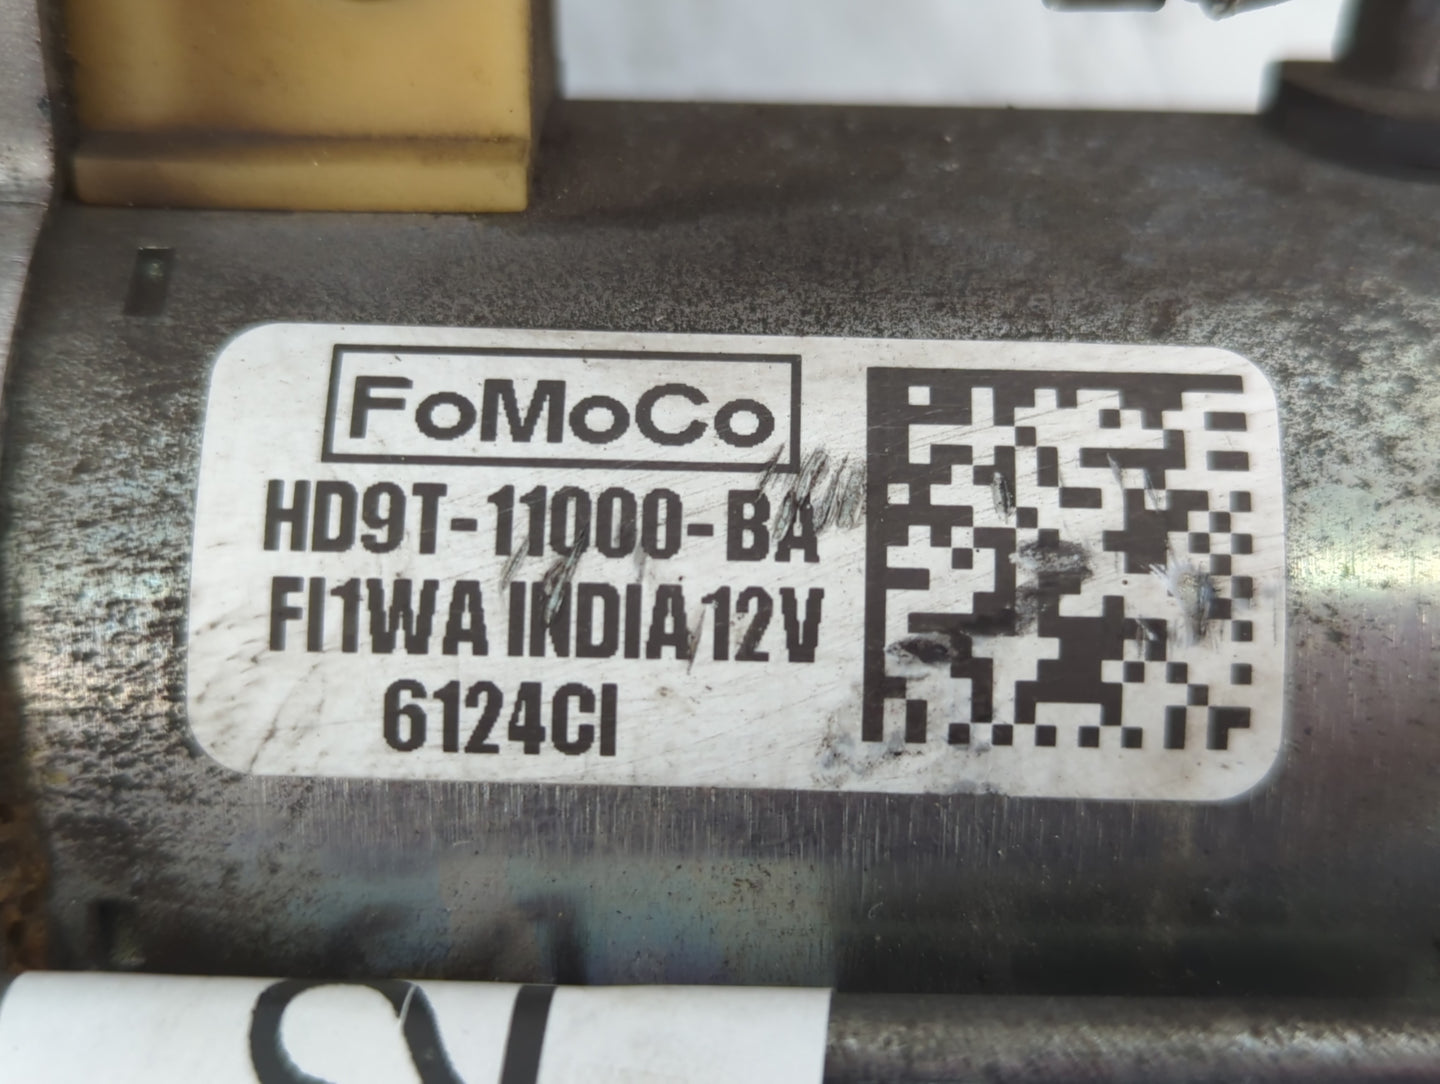 FoMoCo
HD9T-11000-BA
FI1WA INDIA 12V
6124CI